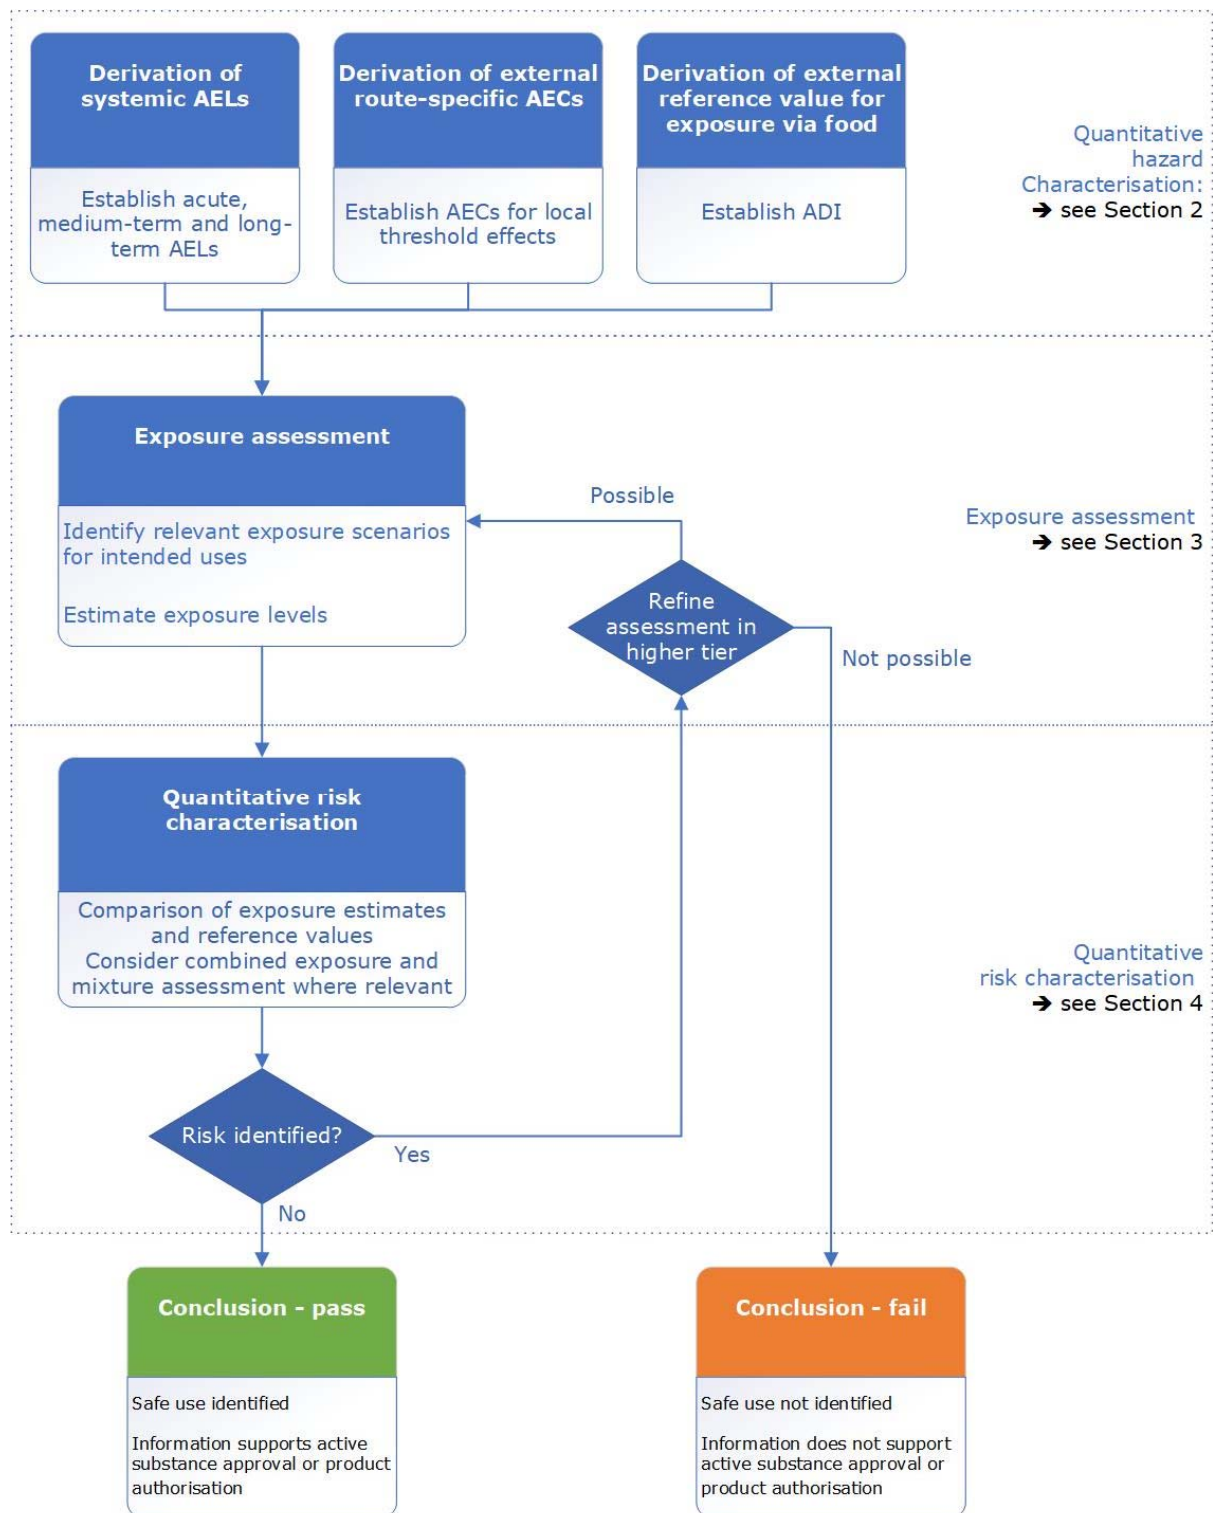 Derivation of
systemic AELs
Establish acute,
medium-term and long-
term AELs
Derivation of external
route-specific AECs
Establish AECs for local
threshold effects
Derivation of external
reference value for
exposure via food
Establish ADI
Quantitative
hazard
Characterisation:
➔ see Section 2
Exposure assessment
Identify relevant exposure scenarios
for intended uses
Estimate exposure levels
Possible
Refine
assessment in
higher tier
Not possible
Exposure assessment
➔ see Section 3
Quantitative risk
characterisation
Comparison of exposure estimates
and reference values
Consider combined exposure and
mixture assessment where relevant
Quantitative
risk characterisation
➔ see Section 4
Risk identified?
Yes
No
Conclusion - pass
Safe use identified
Information supports active
substance approval or product
authorisation
Conclusion - fail
Safe use not identified
Information does not support
active substance approval or
product authorisation